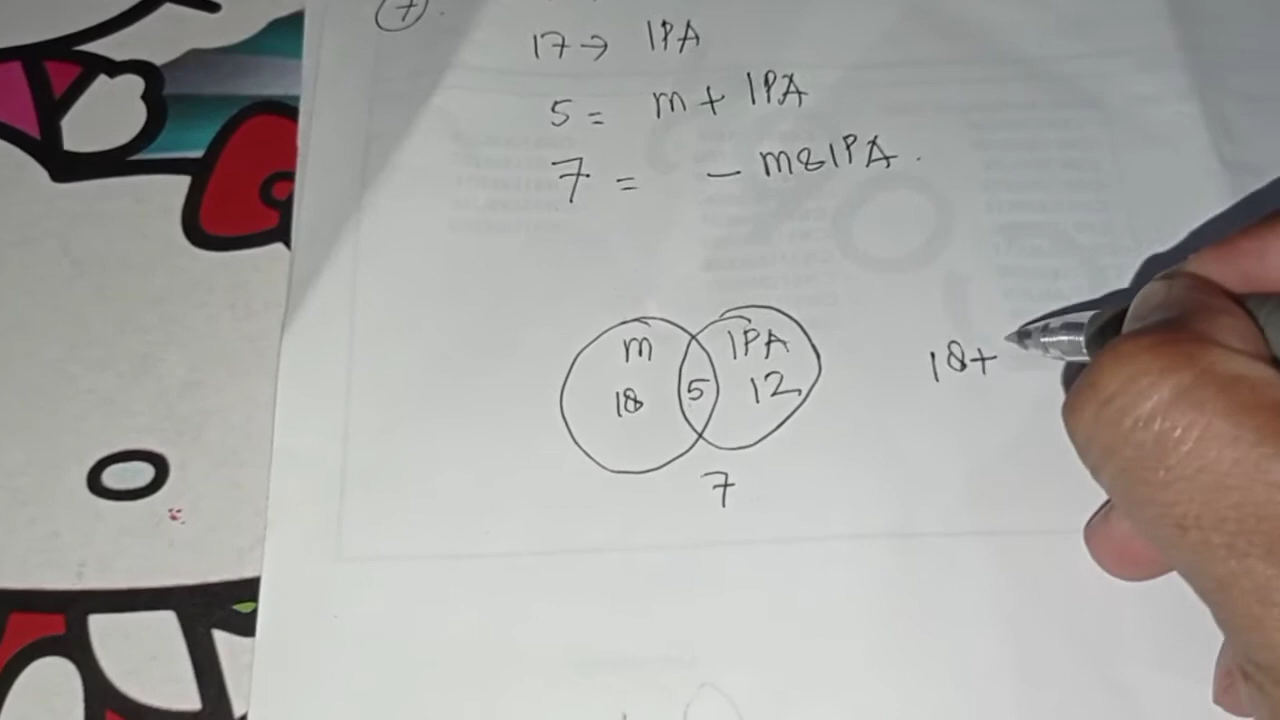 7
17 → IPA
5 = m + IPA
7 = - m & IPA.
m IPA
18 5 12
7
18+